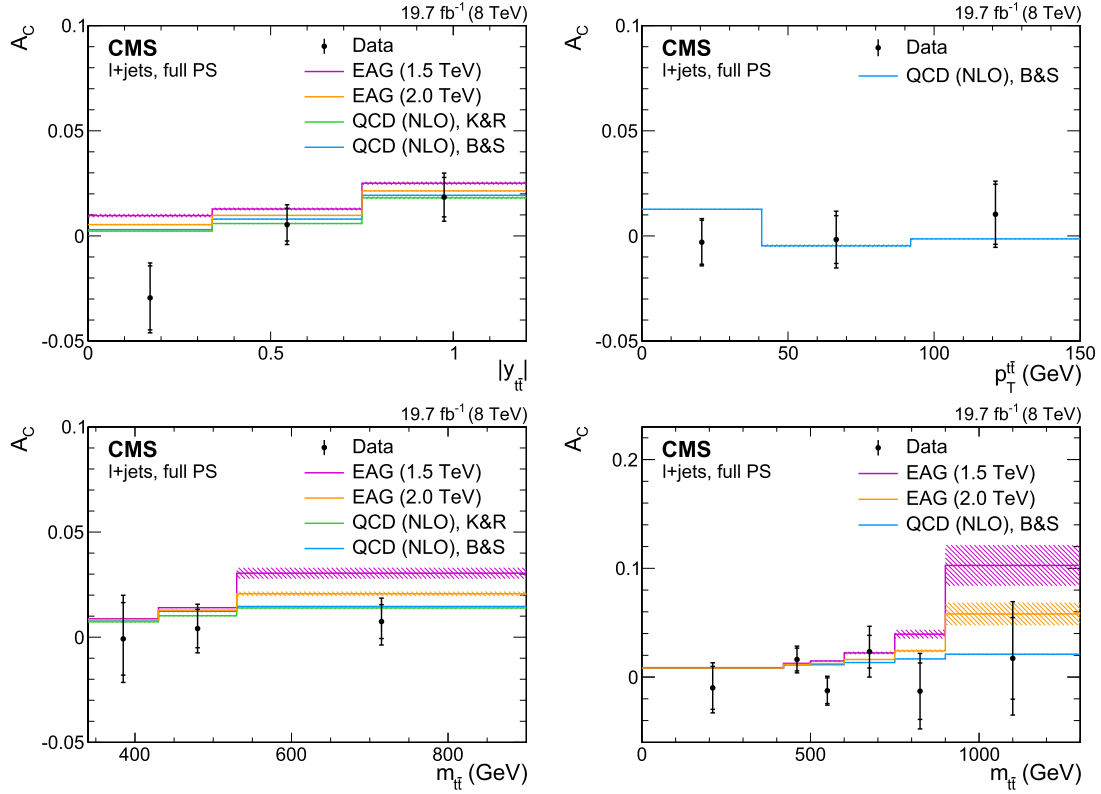 19.7 fb⁻¹ (8 TeV)
A_C
0.1
CMS
l+jets, full PS
Data
EAG (1.5 TeV)
EAG (2.0 TeV)
QCD (NLO), K&R
QCD (NLO), B&S
0.05
0
-0.05
0 0.5 1
|y_tt̄|
19.7 fb⁻¹ (8 TeV)
A_C
0.1
CMS
l+jets, full PS
Data
QCD (NLO), B&S
0.05
0
-0.05
0 50 100 150
p_T^tt̄ (GeV)
19.7 fb⁻¹ (8 TeV)
A_C
0.1
CMS
l+jets, full PS
Data
EAG (1.5 TeV)
EAG (2.0 TeV)
QCD (NLO), K&R
QCD (NLO), B&S
0.05
0
-0.05
400 600 800
m_tt̄ (GeV)
19.7 fb⁻¹ (8 TeV)
A_C
CMS
l+jets, full PS
Data
EAG (1.5 TeV)
EAG (2.0 TeV)
QCD (NLO), B&S
0.2
0.1
0
0 500 1000
m_tt̄ (GeV)